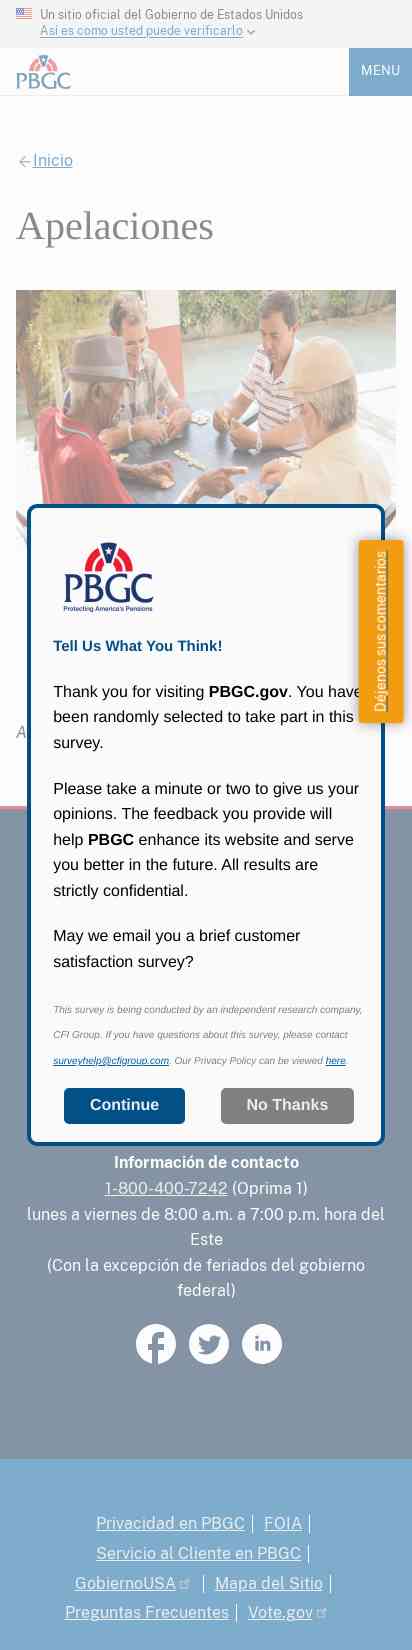 Un sitio oficial del Gobierno de Estados Unidos
Así es como usted puede verificarlo
PBGC
MENU
Inicio
Apelaciones
PBGC
Protecting America's Pensions
Déjenos sus comentarios
Tell Us What You Think!
Thank you for visiting PBGC.gov. You have
been randomly selected to take part in this
survey.
A
Please take a minute or two to give us your
opinions. The feedback you provide will
help PBGC enhance its website and serve
you better in the future. All results are
strictly confidential.
May we email you a brief customer
satisfaction survey?
This survey is being conducted by an independent research company,
CFI Group. If you have questions about this survey, please contact
surveyhelp@cfigroup.com. Our Privacy Policy can be viewed here.
Continue
No Thanks
Información de contacto
1-800-400-7242 (Oprima 1)
lunes a viernes de 8:00 a.m. a 7:00 p.m. hora del
Este
(Con la excepción de feriados del gobierno
federal)
Privacidad en PBGC
FOIA
Servicio al Cliente en PBGC
GobiernoUSA
Mapa del Sitio
Preguntas Frecuentes
Vote.gov